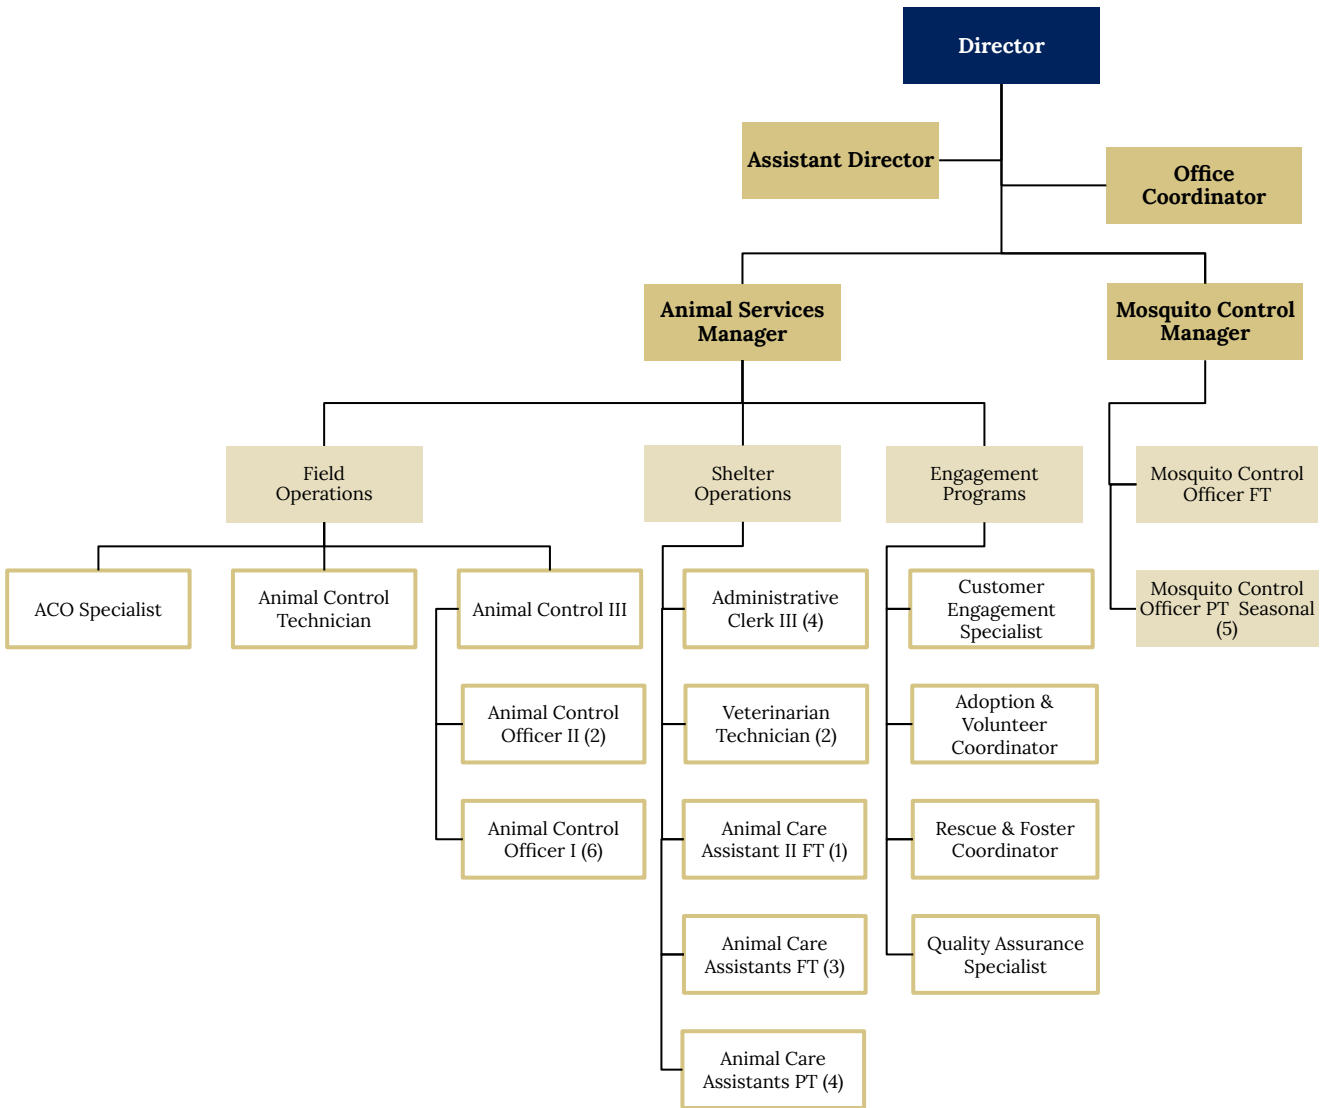 Director
Assistant Director
Office
Coordinator
Animal Services
Manager
Mosquito Control
Manager
Field
Operations
Shelter
Operations
Engagement
Programs
Mosquito Control
Officer FT
ACO Specialist
Animal Control
Technician
Animal Control III
Administrative
Clerk III (4)
Customer
Engagement
Specialist
Mosquito Control
Officer PT  Seasonal
(5)
Animal Control
Officer II (2)
Veterinarian
Technician (2)
Adoption &
Volunteer
Coordinator
Animal Control
Officer I (6)
Animal Care
Assistant II FT (1)
Rescue & Foster
Coordinator
Animal Care
Assistants FT (3)
Quality Assurance
Specialist
Animal Care
Assistants PT (4)